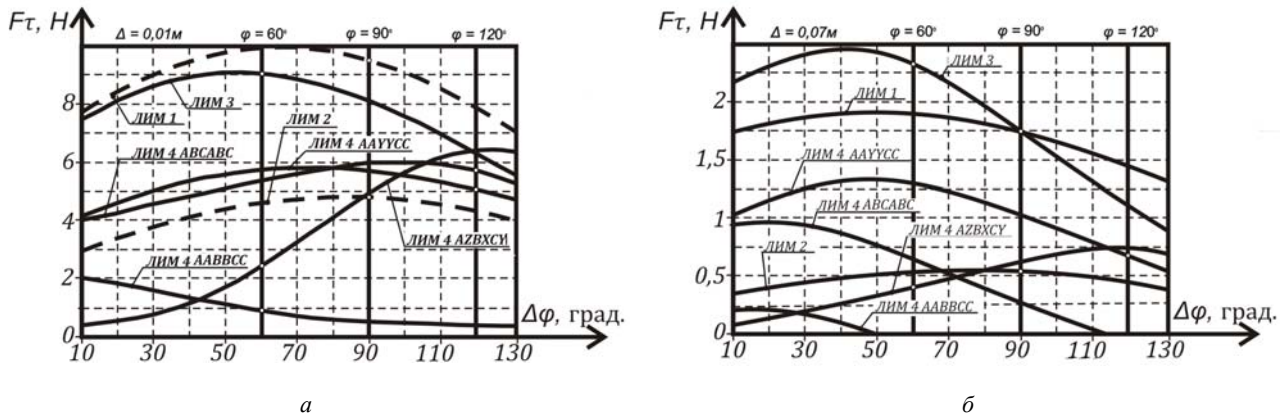 Fτ, Н
Δ = 0,01м
φ = 60°
φ = 90°
φ = 120°
8
6
4
2
0
ЛИМ 3
ЛИМ 1
ЛИМ 2
ЛИМ 4 ABCABC
ЛИМ 4 AAYYCC
ЛИМ 4 AZBXCY
ЛИМ 4 AABBCC
Δφ, град.
10 30 50 70 90 110 130
а
Fτ, Н
Δ = 0,07м
φ = 60°
φ = 90°
φ = 120°
2
1,5
1
0,5
0
ЛИМ 3
ЛИМ 1
ЛИМ 4 AAYYCC
ЛИМ 4 ABCABC
ЛИМ 4 AZBXCY
ЛИМ 2
ЛИМ 4 AABBCC
Δφ, град.
10 30 50 70 90 110 130
б